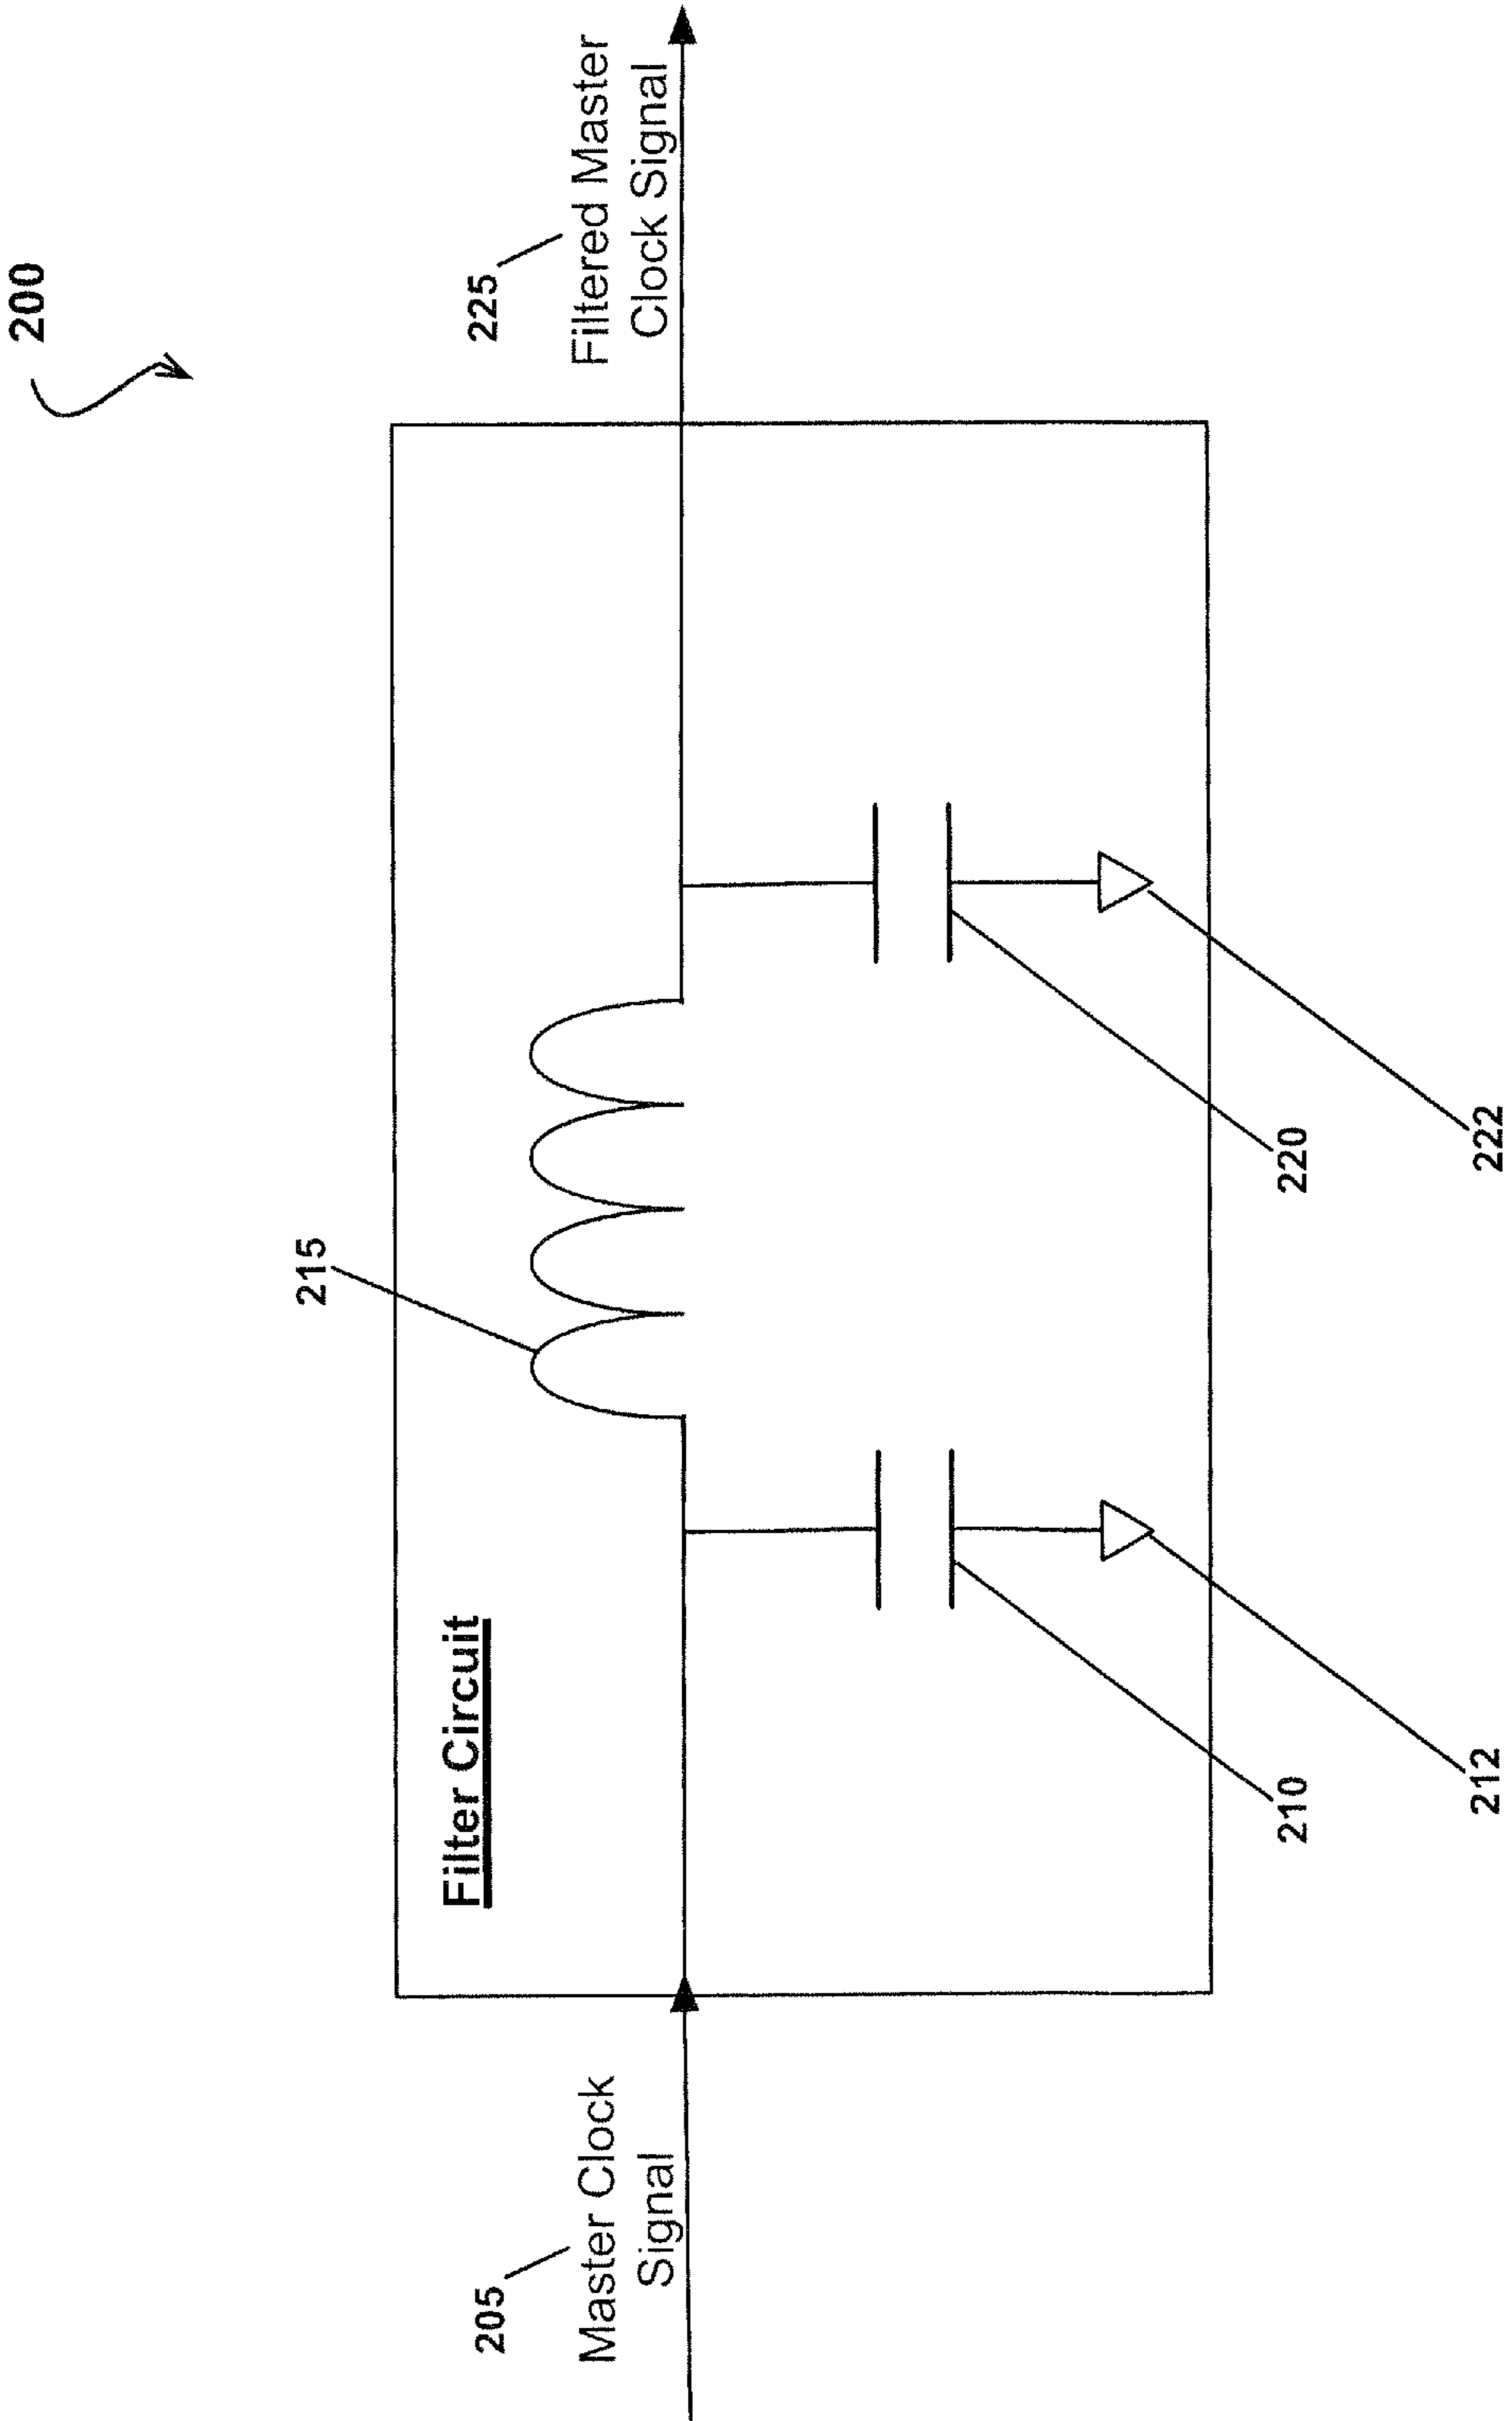 200
205
Master Clock
Signal
Filter Circuit
215
225
Filtered Master
Clock Signal
210
212
220
222